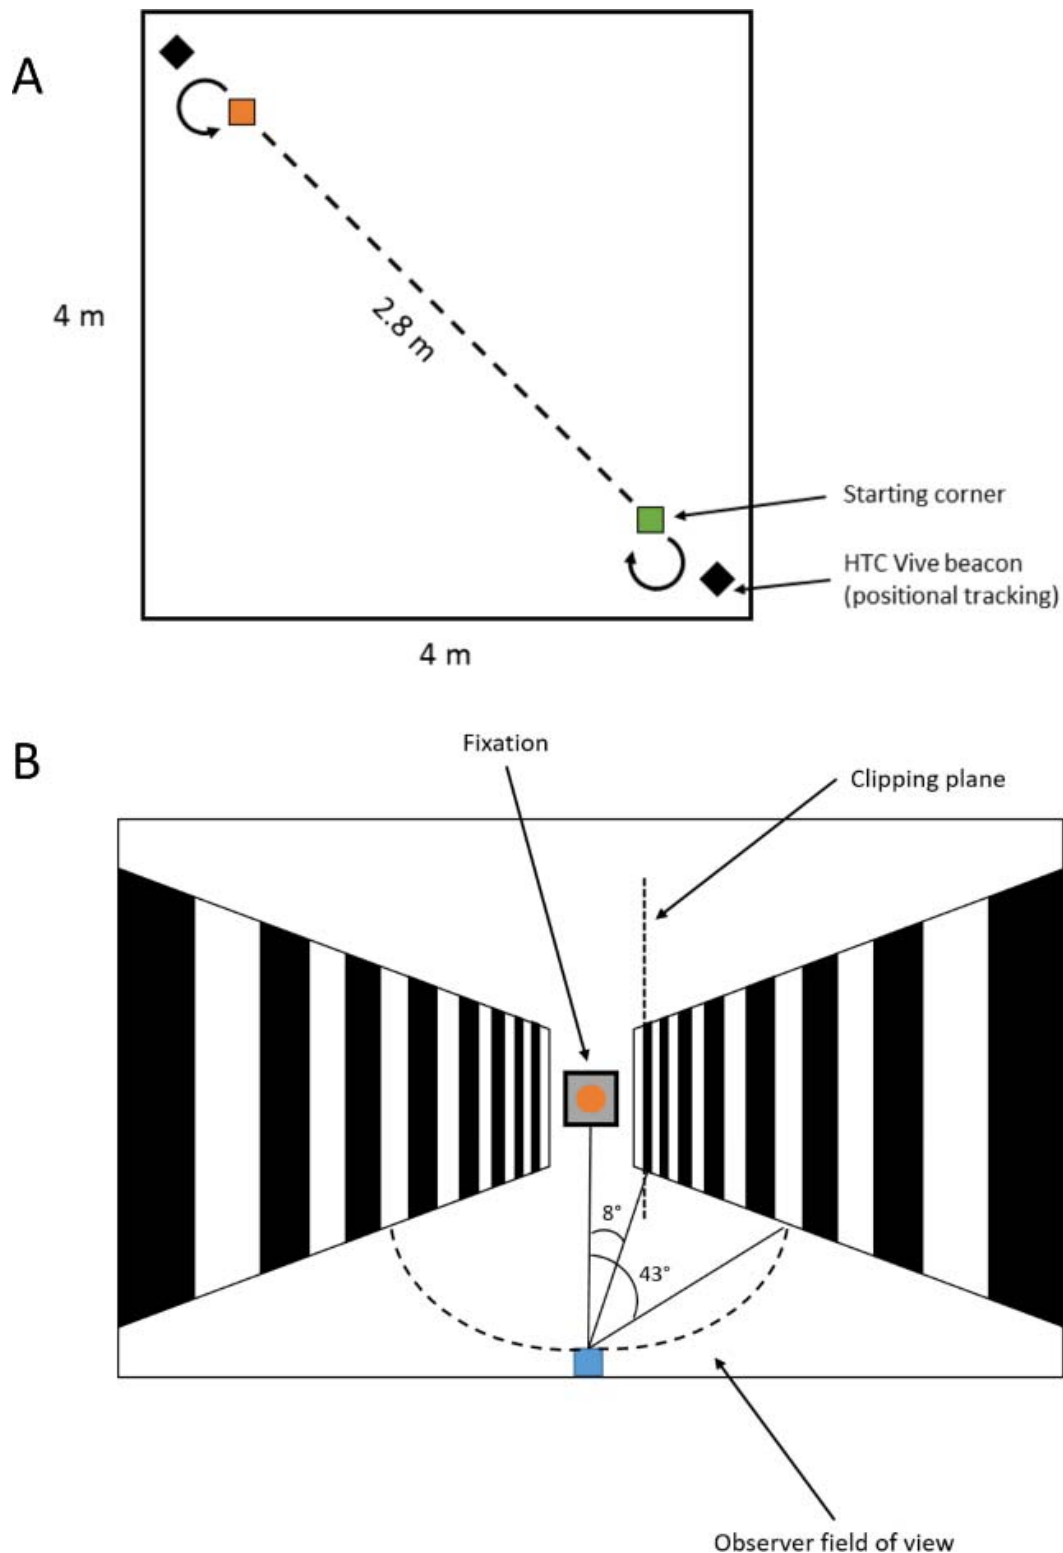 A
4 m
2.8 m
Starting corner
HTC Vive beacon
(positional tracking)
4 m
B
Fixation
Clipping plane
8°
43°
Observer field of view